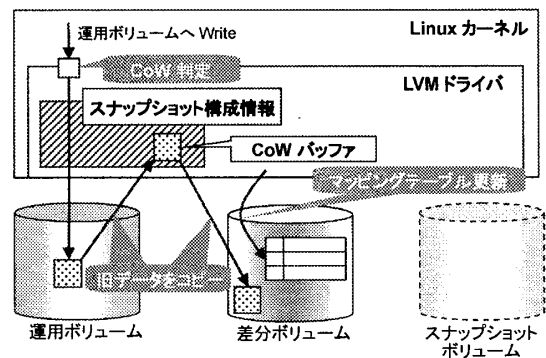 運用ボリュームへ Write
Linux カーネル
CoW 判定
LVM ドライバ
スナップショット構成情報
CoW バッファ
マッピングテーブル更新
旧データをコピー
運用ボリューム
差分ボリューム
スナップショット
ボリューム